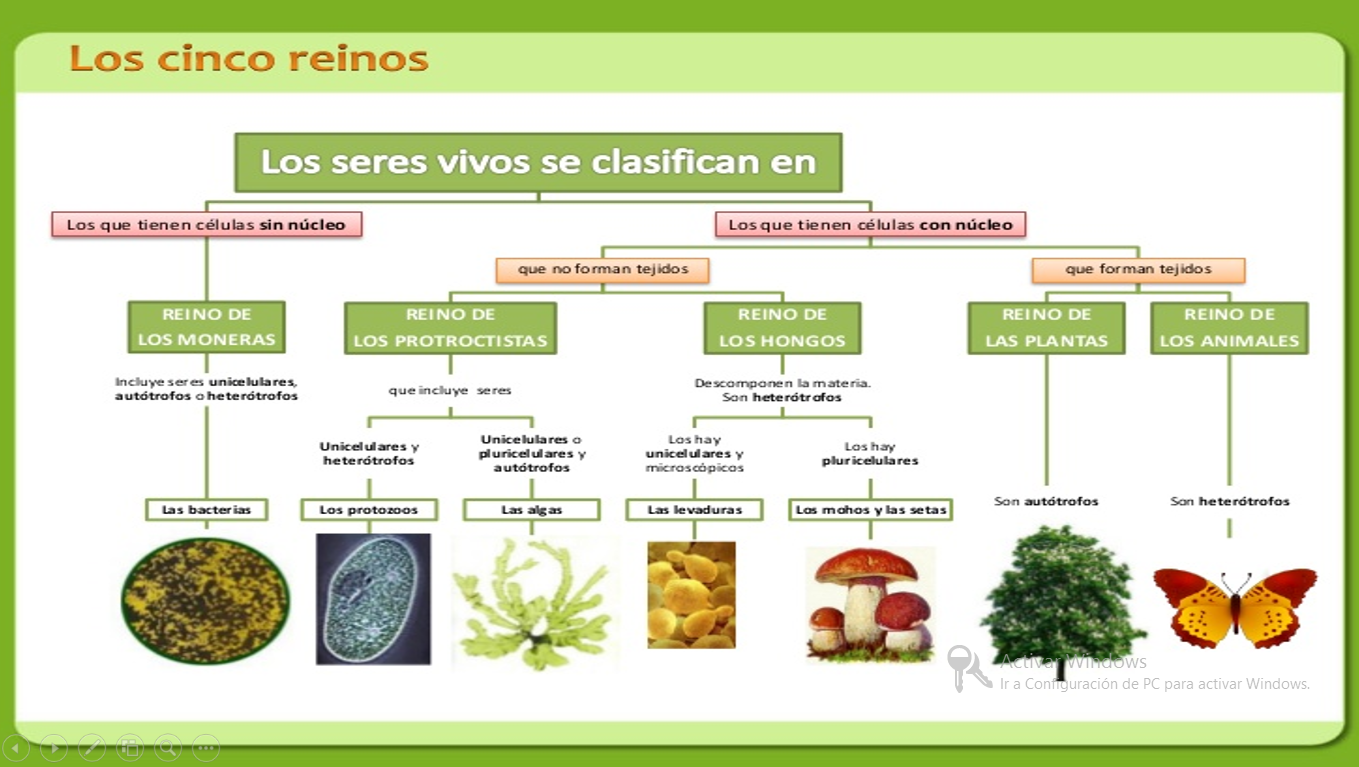 Los cinco reinos
Los seres vivos se clasifican en
Los que tienen células sin núcleo
Los que tienen células con núcleo
que no forman tejidos
que forman tejidos
REINO DE
LOS MONERAS
REINO DE
LOS PROTROCTISTAS
REINO DE
LOS HONGOS
REINO DE
LAS PLANTAS
REINO DE
LOS ANIMALES
Incluye seres unicelulares,
autótrofos o heterótrofos
que incluye seres
Descomponen la materia.
Son heterótrofos
Unicelulares y
heterótrofos
Unicelulares o
pluricelulares y
autótrofos
Los hay
unicelulares y
microscópicos
Los hay
pluricelulares
Son autótrofos
Son heterótrofos
Las bacterias
Los protozoos
Las algas
Las levaduras
Los mohos y las setas
Activar Windows
Ir a Configuración de PC para activar Windows.